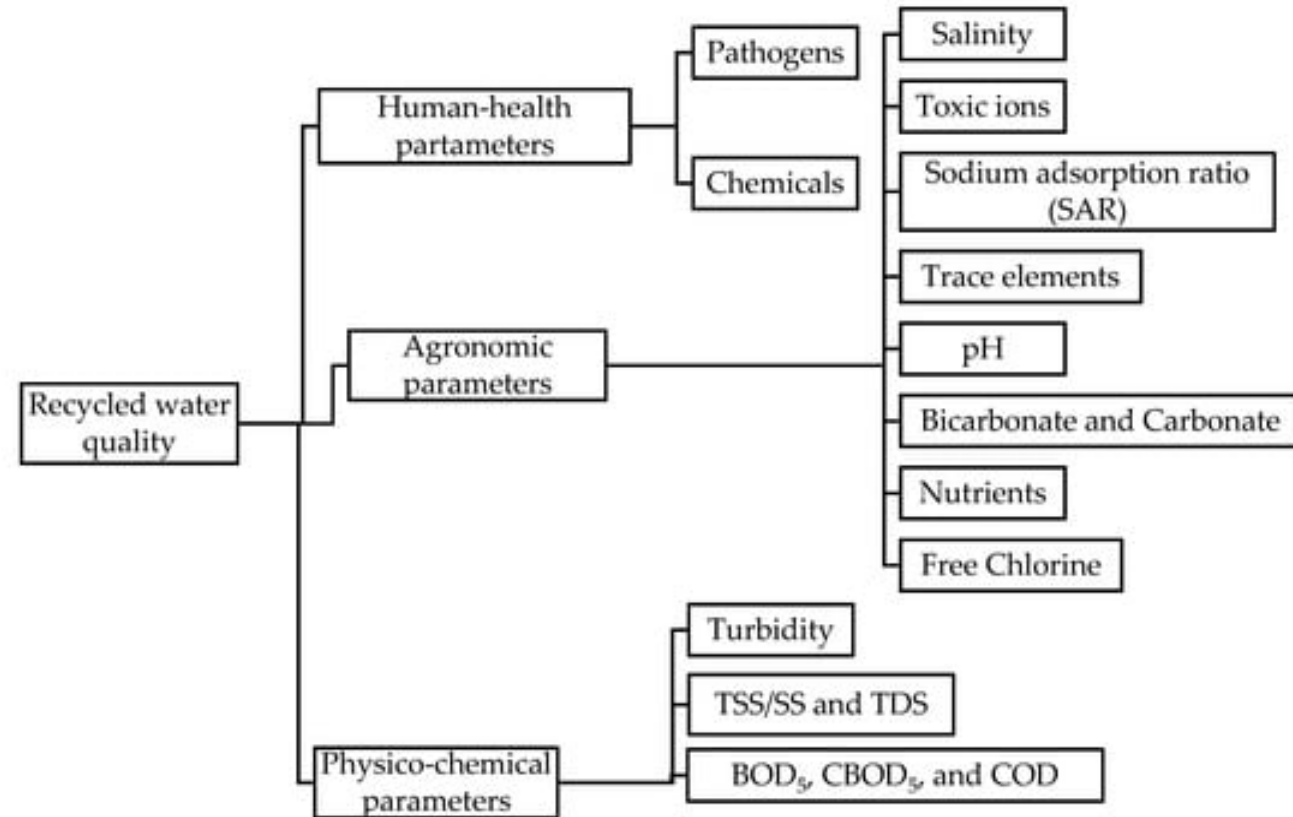 Recycled water
quality
Human-health
partameters
Pathogens
Chemicals
Agronomic
parameters
Salinity
Toxic ions
Sodium adsorption ratio
(SAR)
Trace elements
pH
Bicarbonate and Carbonate
Nutrients
Free Chlorine
Physico-chemical
parameters
Turbidity
TSS/SS and TDS
BOD₅, CBOD₅, and COD